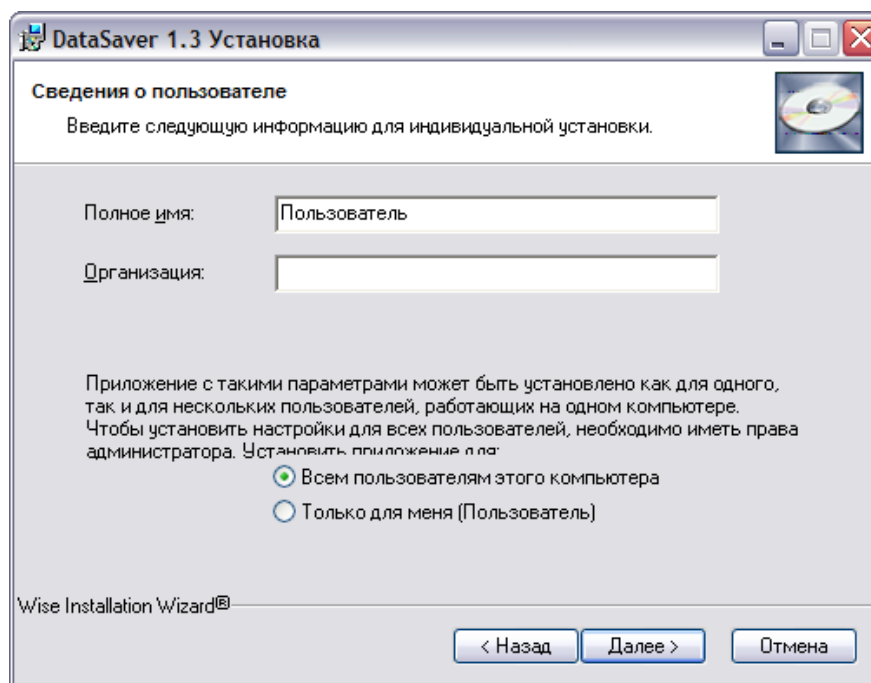 DataSaver 1.3 Установка
Сведения о пользователе
Введите следующую информацию для индивидуальной установки.
Полное имя:
Пользователь
Организация:
Приложение с такими параметрами может быть установлено как для одного,
так и для нескольких пользователей, работающих на одном компьютере.
Чтобы установить настройки для всех пользователей, необходимо иметь права
администратора. Установить приложение для:
Всем пользователям этого компьютера
Только для меня (Пользователь)
Wise Installation Wizard®
< Назад
Далее >
Отмена